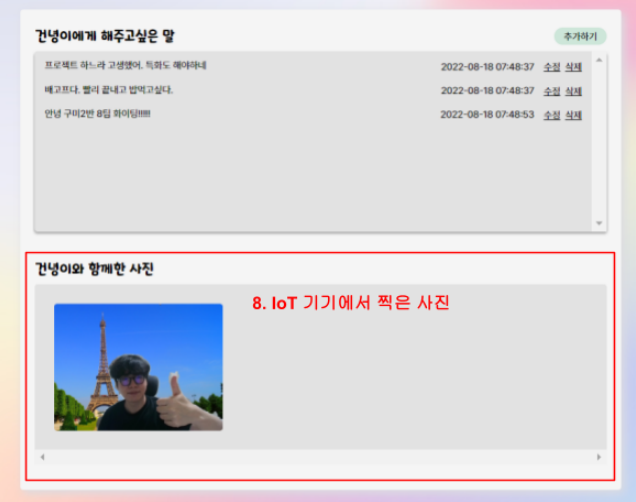 건녕이에게 해주고싶은 말
추가하기
프로젝트 하느라 고생했어. 특화도 해야하네 2022-08-18 07:48:37 수정 삭제
배고프다. 빨리 끝내고 밥먹고싶다. 2022-08-18 07:48:37 수정 삭제
안녕 구미2반 8팀 화이팅!!!!! 2022-08-18 07:48:53 수정 삭제
건녕이와 함께한 사진
8. IoT 기기에서 찍은 사진